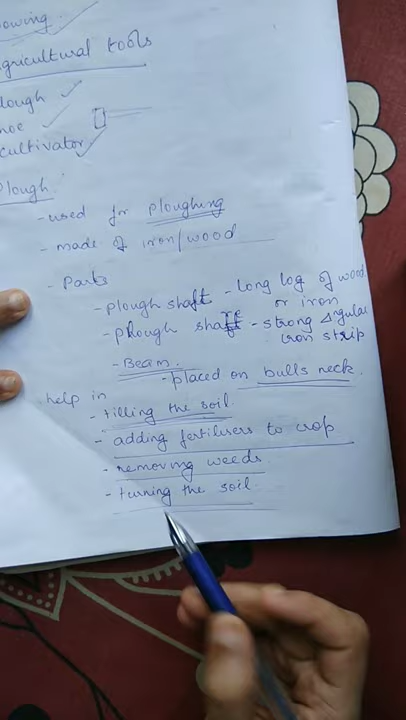 owing
gricultural tools
lough
hoe
cultivator
Plough.
- used for ploughing
- made of iron/wood
- Parts
- plough shaft - long log of wood
or iron
- plough share - strong triangular
iron strip
- Beam.
- placed on bulls neck.
help in
- tilling the soil.
- adding fertilisers to crop
- removing weeds
- turning the soil.